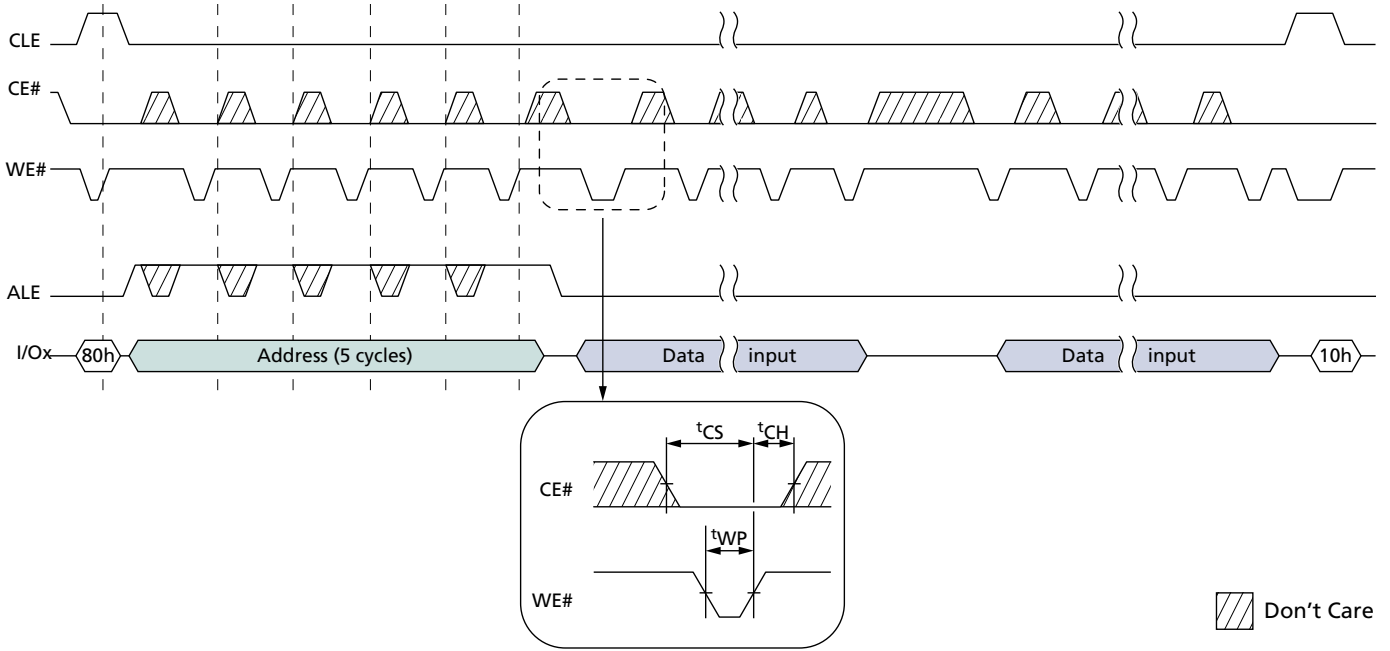 CLE
CE#
WE#
ALE
I/Ox
80h
Address (5 cycles)
Data input
Data input
10h
tCS
tCH
CE#
tWP
WE#
Don't Care